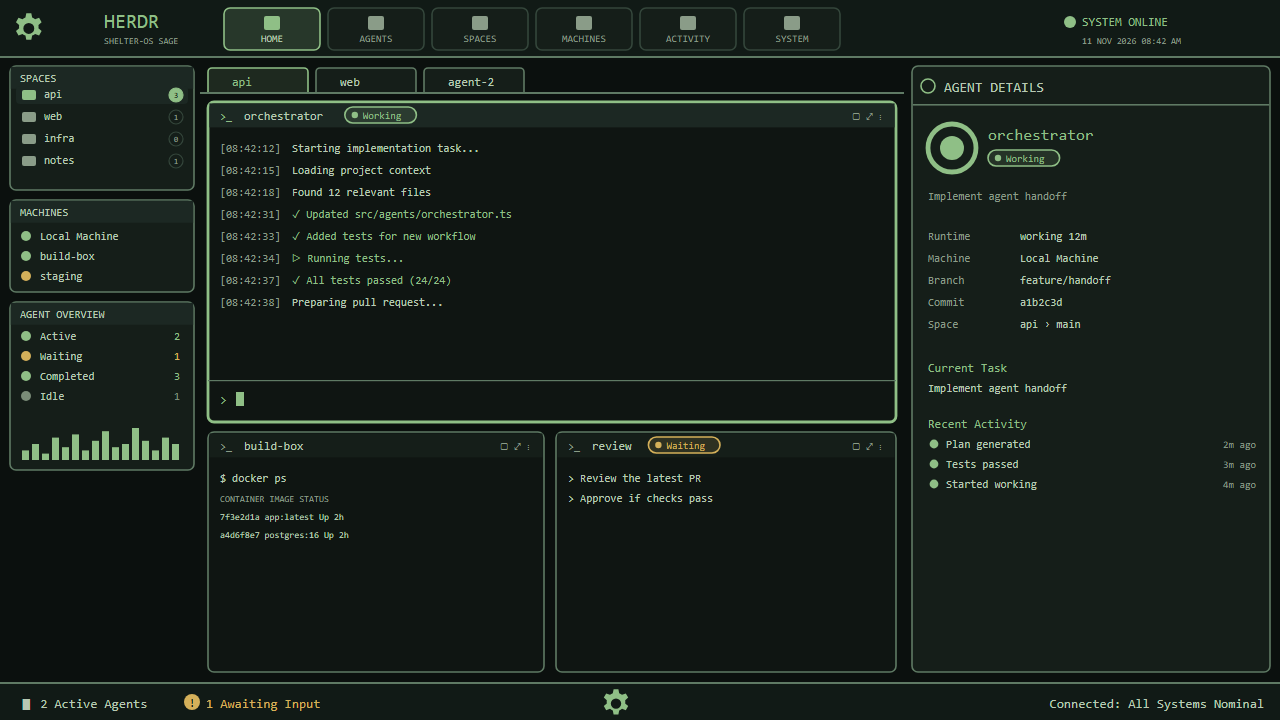 HERDR
SHELTER-OS SAGE
HOME
AGENTS
SPACES
MACHINES
ACTIVITY
SYSTEM
SYSTEM ONLINE
11 NOV 2026 08:42 AM
SPACES
api 3
web 1
infra 0
notes 1
MACHINES
Local Machine
build-box
staging
AGENT OVERVIEW
Active 2
Waiting 1
Completed 3
Idle 1
api
web
agent-2
>_ orchestrator Working
[08:42:12] Starting implementation task...
[08:42:15] Loading project context
[08:42:18] Found 12 relevant files
[08:42:31] ✓ Updated src/agents/orchestrator.ts
[08:42:33] ✓ Added tests for new workflow
[08:42:34] ▷ Running tests...
[08:42:37] ✓ All tests passed (24/24)
[08:42:38] Preparing pull request...
>
>_ build-box
$ docker ps
CONTAINER IMAGE STATUS
7f3e2d1a app:latest Up 2h
a4d6f8e7 postgres:16 Up 2h
>_ review Waiting
> Review the latest PR
> Approve if checks pass
AGENT DETAILS
orchestrator
Working
Implement agent handoff
Runtime working 12m
Machine Local Machine
Branch feature/handoff
Commit a1b2c3d
Space api › main
Current Task
Implement agent handoff
Recent Activity
Plan generated 2m ago
Tests passed 3m ago
Started working 4m ago
2 Active Agents
! 1 Awaiting Input
Connected: All Systems Nominal